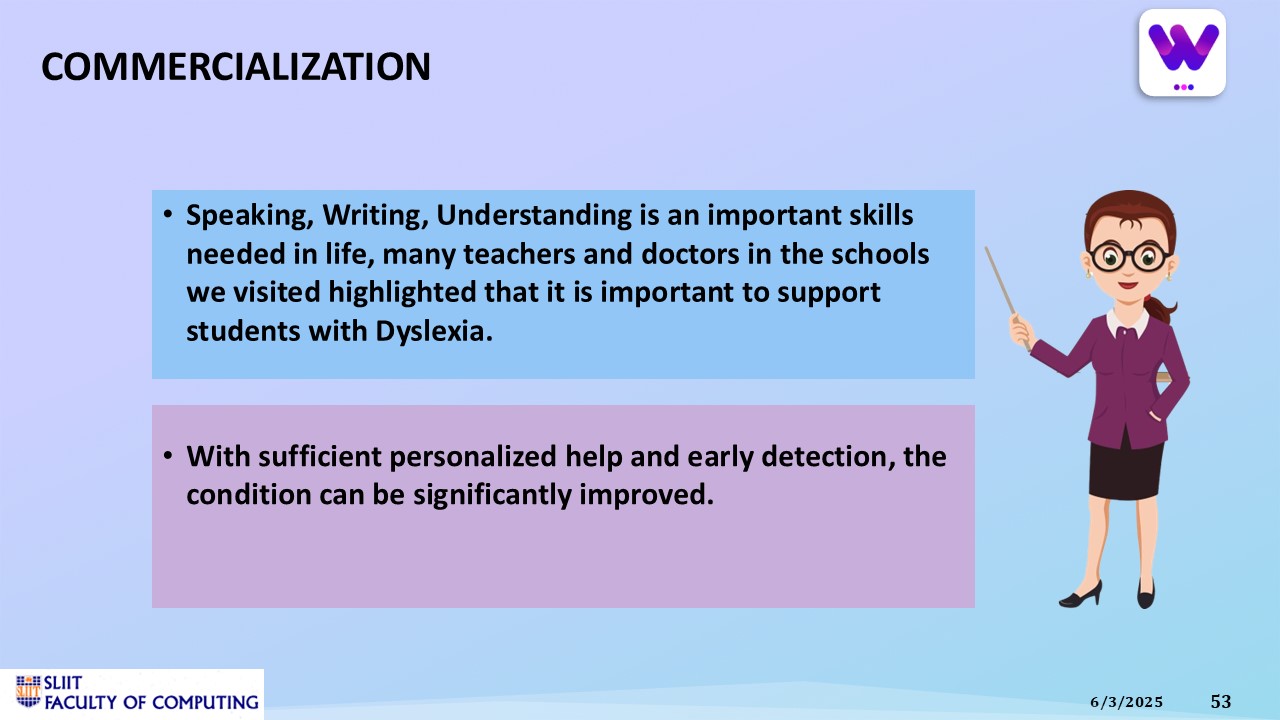 COMMERCIALIZATION
W
• Speaking, Writing, Understanding is an important skills
needed in life, many teachers and doctors in the schools
we visited highlighted that it is important to support
students with Dyslexia.
• With sufficient personalized help and early detection, the
condition can be significantly improved.
SLIIT
SLIIT
FACULTY OF COMPUTING
6/3/2025
53